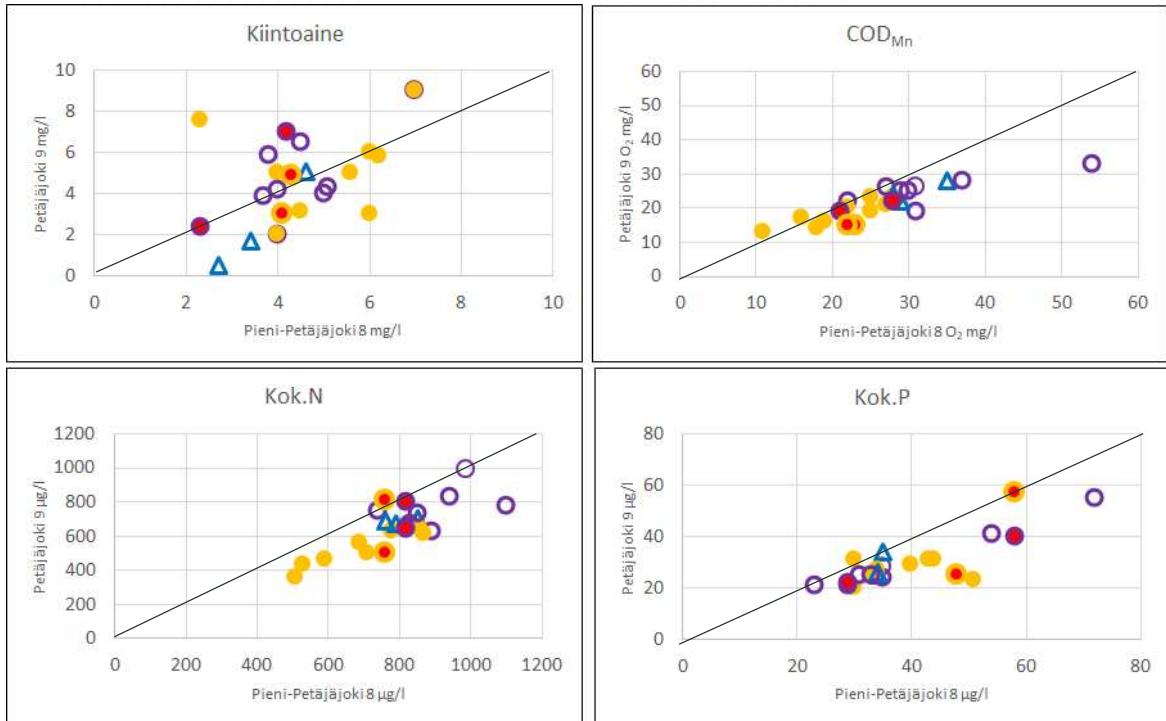 Kiintoaine
Petäjäjoki 9 mg/l
10
8
6
4
2
0
0 2 4 6 8 10
Pieni-Petäjäjoki 8 mg/l
COD_Mn
Petäjäjoki 9 O₂ mg/l
60
50
40
30
20
10
0
0 10 20 30 40 50 60
Pieni-Petäjäjoki 8 O₂ mg/l
Kok.N
Petäjäjoki 9 µg/l
1200
1000
800
600
400
200
0
0 200 400 600 800 1000 1200
Pieni-Petäjäjoki 8 µg/l
Kok.P
Petäjäjoki 9 µg/l
80
60
40
20
0
0 20 40 60 80
Pieni-Petäjäjoki 8 µg/l